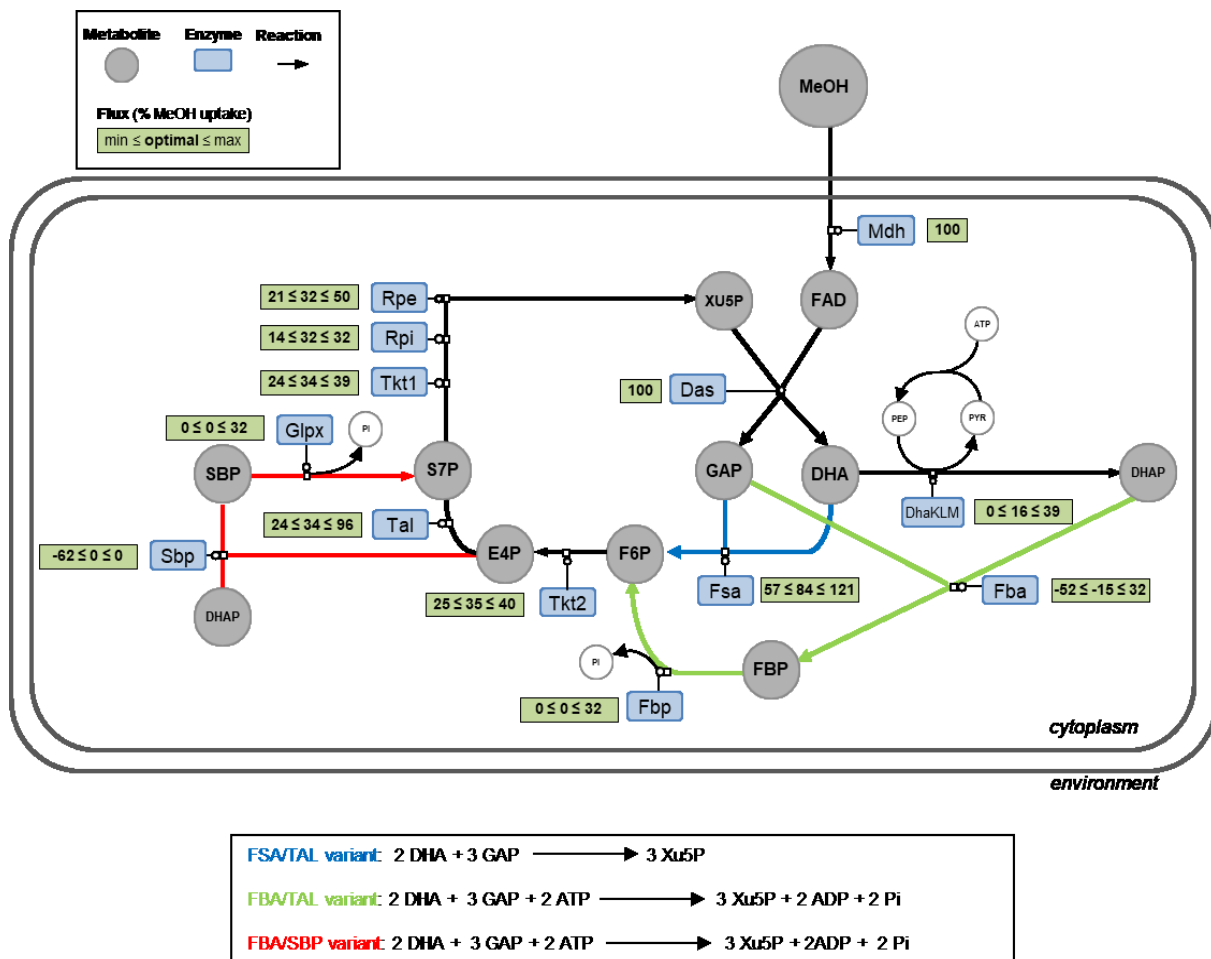 Metabolite Enzyme Reaction
Flux (% MeOH uptake)
min ≤ optimal ≤ max
MeOH
Mdh 100
21 ≤ 32 ≤ 50 Rpe
XU5P FAD
14 ≤ 32 ≤ 32 Rpi
ATP
24 ≤ 34 ≤ 39 Tkt1
100 Das
PEP PYR
0 ≤ 0 ≤ 32 Glpx PI
SBP S7P GAP DHA DHAP
DhaKLM 0 ≤ 16 ≤ 39
24 ≤ 34 ≤ 96 Tal
-62 ≤ 0 ≤ 0 Sbp E4P F6P
Fsa 57 ≤ 84 ≤ 121 Fba -52 ≤ -15 ≤ 32
25 ≤ 35 ≤ 40 Tkt2
DHAP
PI FBP
0 ≤ 0 ≤ 32 Fbp
cytoplasm
environment
FSA/TAL variant: 2 DHA + 3 GAP 3 Xu5P
FBA/TAL variant: 2 DHA + 3 GAP + 2 ATP 3 Xu5P + 2 ADP + 2 Pi
FBA/SBP variant: 2 DHA + 3 GAP + 2 ATP 3 Xu5P + 2ADP + 2 Pi